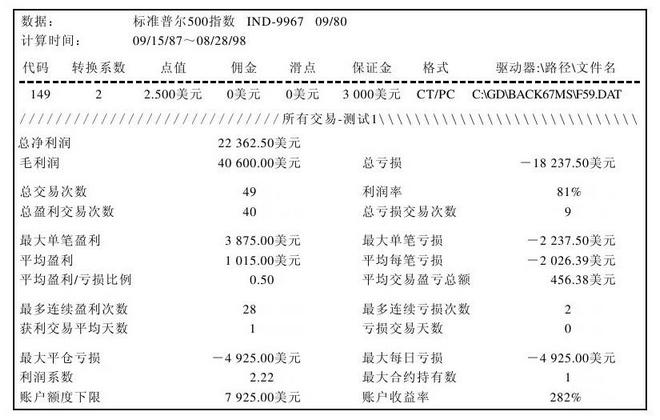 数据： 标准普尔500指数 IND-9967 09/80
计算时间： 09/15/87～08/28/98
代码 转换系数 点值 佣金 滑点 保证金 格式 驱动器:\路径\文件名
149 2 2.500美元 0美元 0美元 3 000美元 CT/PC C:\GD\BACK67MS\F59.DAT
//////////////////////////////所有交易-测试1\\\\\\\\\\\\\\\\\\\\\\\\\\\\\\
总净利润 22 362.50美元
毛利润 40 600.00美元 总亏损 －18 237.50美元
总交易次数 49 利润率 81%
总盈利交易次数 40 总亏损交易次数 9
最大单笔盈利 3 875.00美元 最大单笔亏损 －2 237.50美元
平均盈利 1 015.00美元 平均每笔亏损 －2 026.39美元
平均盈利/亏损比例 0.50 平均交易盈亏总额 456.38美元
最多连续盈利次数 28 最多连续亏损次数 2
获利交易平均天数 1 亏损交易天数 0
最大平仓亏损 －4 925.00美元 最大每日亏损 －4 925.00美元
利润系数 2.22 最大合约持有数 1
账户额度下限 7 925.00美元 账户收益率 282%